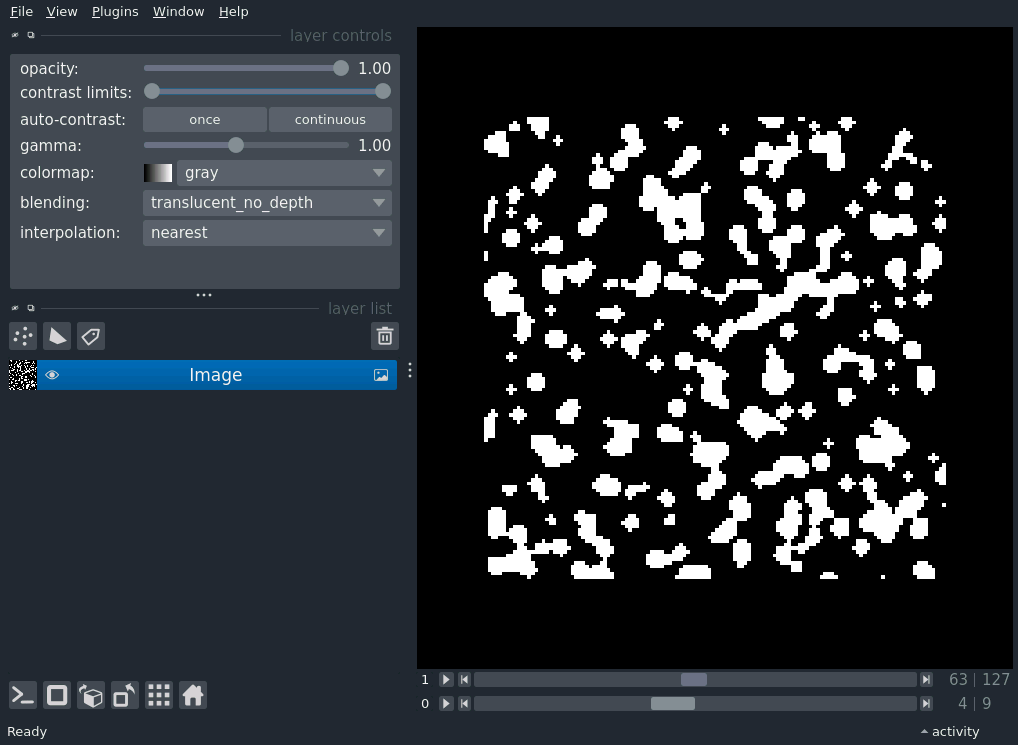 File View Plugins Window Help
layer controls
opacity: 1.00
contrast limits:
auto-contrast: once continuous
gamma: 1.00
colormap: gray
blending: translucent_no_depth
interpolation: nearest
layer list
Image
1 63 | 127
0 4 | 9
Ready activity